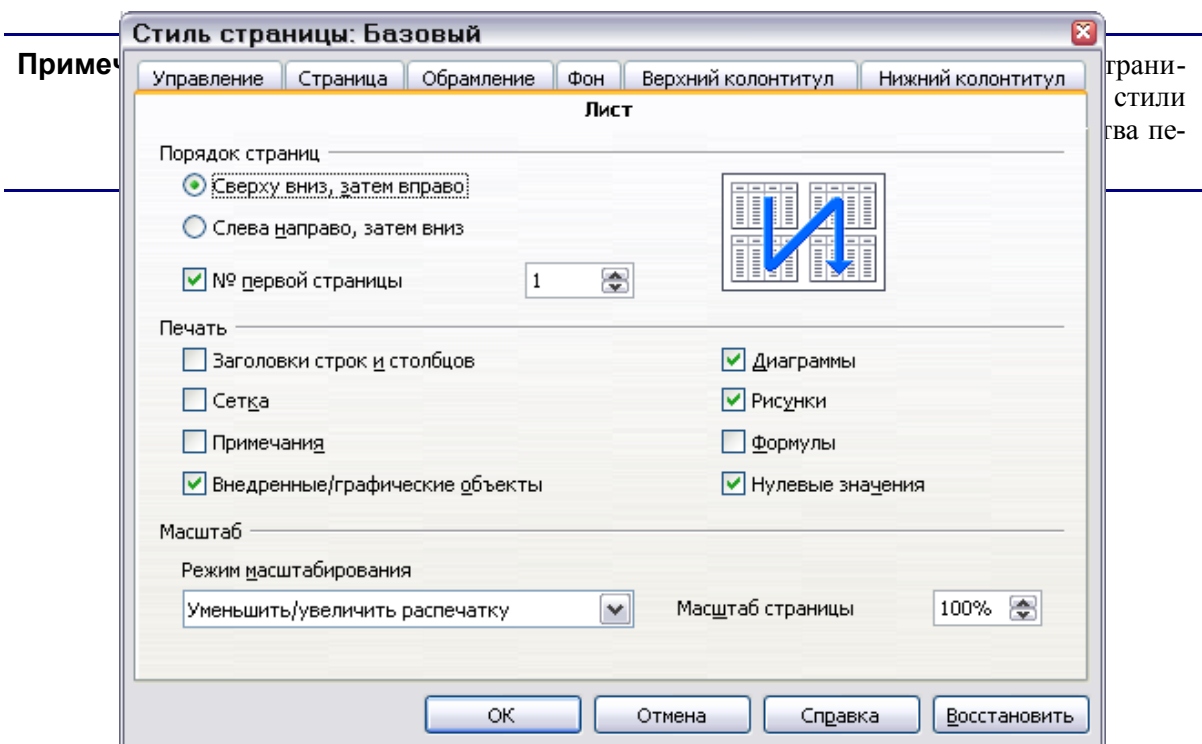 Стиль страницы: Базовый
Управление Страница Обрамление Фон Верхний колонтитул Нижний колонтитул
Лист
Порядок страниц
Сверху вниз, затем вправо
Слева направо, затем вниз
№ первой страницы 1
Печать
Заголовки строк и столбцов Диаграммы
Сетка Рисунки
Примечания Формулы
Внедренные/графические объекты Нулевые значения
Масштаб
Режим масштабирования
Уменьшить/увеличить распечатку Масштаб страницы 100%
ОК Отмена Справка Восстановить
стили